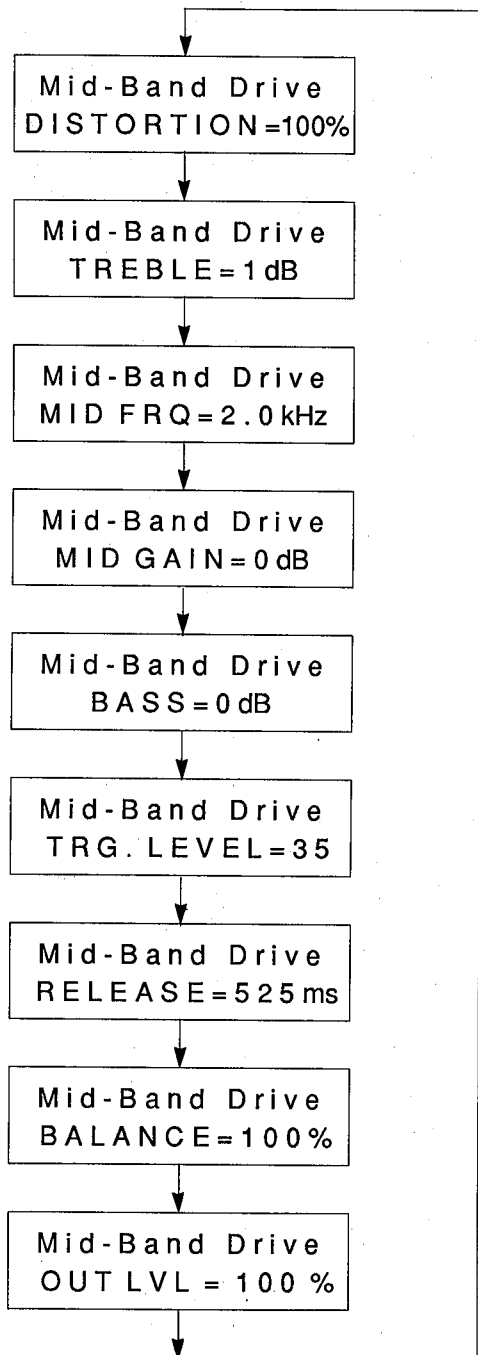 Mid-Band Drive
DISTORTION=100%
Mid-Band Drive
TREBLE=1dB
Mid-Band Drive
MID FRQ=2.0kHz
Mid-Band Drive
MID GAIN=0dB
Mid-Band Drive
BASS=0dB
Mid-Band Drive
TRG. LEVEL=35
Mid-Band Drive
RELEASE=525ms
Mid-Band Drive
BALANCE=100%
Mid-Band Drive
OUT LVL = 100 %